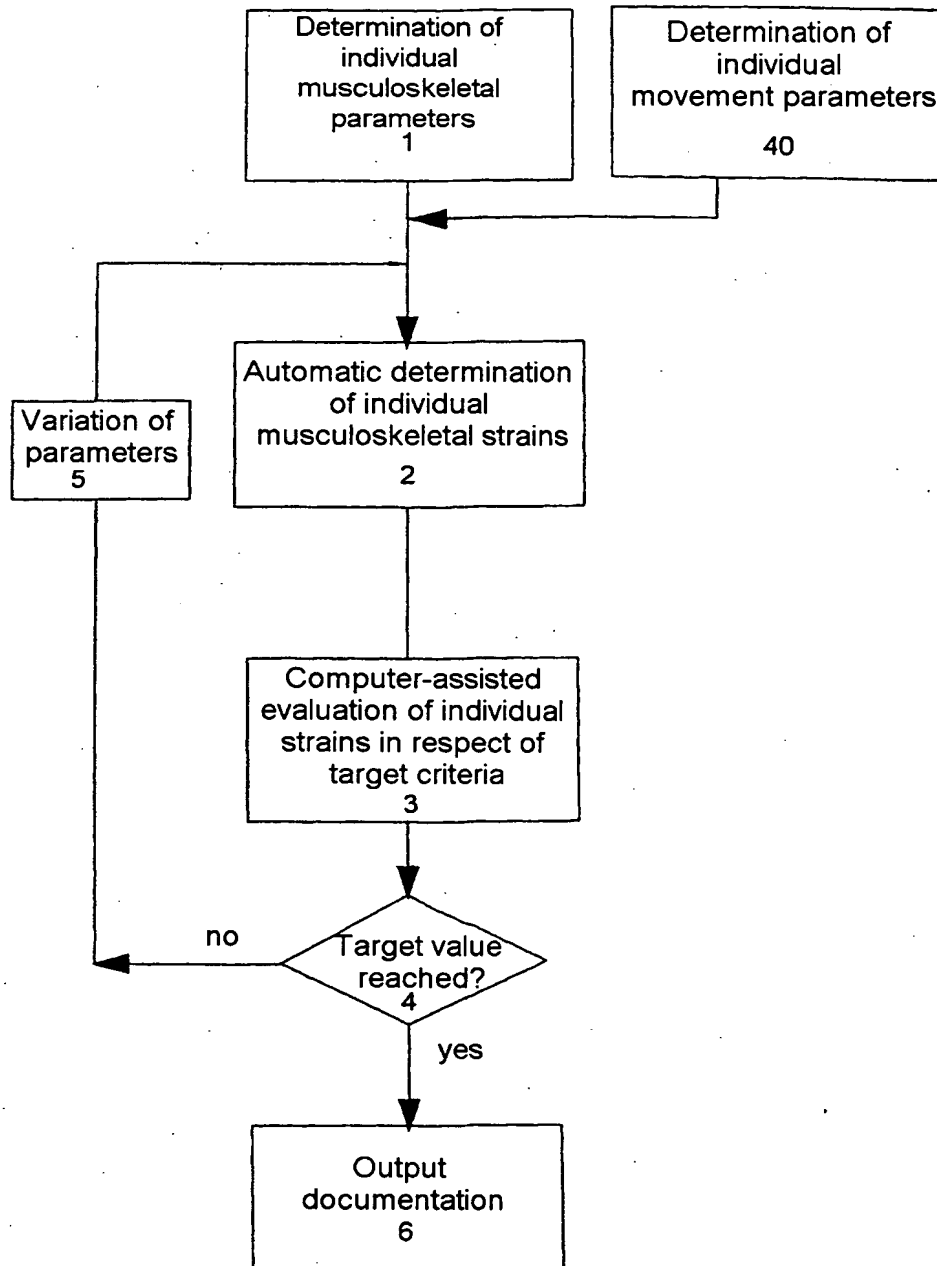 Determination of
individual
musculoskeletal
parameters
1
Determination of
individual
movement parameters
40
Automatic determination
of individual
musculoskeletal strains
2
Variation of
parameters
5
Computer-assisted
evaluation of individual
strains in respect of
target criteria
3
no
Target value
reached?
4
yes
Output
documentation
6